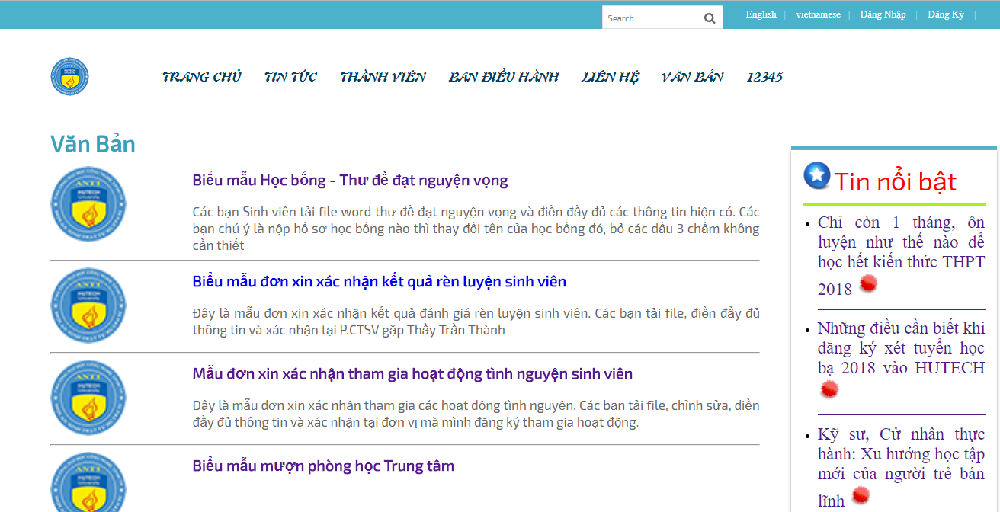 Search
English | vietnamese | Đăng Nhập | Đăng Ký |
TRANG CHỦ TIN TỨC THÀNH VIÊN BAN ĐIỀU HÀNH LIÊN HỆ VĂN BẢN 12345
Văn Bản
Biểu mẫu Học bổng - Thư đề đạt nguyện vọng
Các bạn Sinh viên tải file word thư đề đạt nguyện vọng và điền đầy đủ các thông tin hiện có. Các
bạn chú ý là nộp hồ sơ học bổng nào thì thay đổi tên của học bổng đó, bỏ các dấu 3 chấm không
cần thiết
Biểu mẫu đơn xin xác nhận kết quả rèn luyện sinh viên
Đây là mẫu đơn xin xác nhận kết quả đánh giá rèn luyện sinh viên. Các bạn tải file, điền đầy đủ
thông tin và xác nhận tại P.CTSV gặp Thầy Trần Thành
Mẫu đơn xin xác nhận tham gia hoạt động tình nguyện sinh viên
Đây là mẫu đơn xin xác nhận tham gia các hoạt động tình nguyện. Các bạn tải file, chỉnh sửa, điền
đầy đủ thông tin và xác nhận tại đơn vị mà mình đăng ký tham gia hoạt động.
Biểu mẫu mượn phòng học Trung tâm
Tin nổi bật
Chỉ còn 1 tháng, ôn
luyện như thế nào để
học hết kiến thức THPT
2018
Những điều cần biết khi
đăng ký xét tuyển học
bạ 2018 vào HUTECH
Kỹ sư, Cử nhân thực
hành: Xu hướng học tập
mới của người trẻ bản
lĩnh